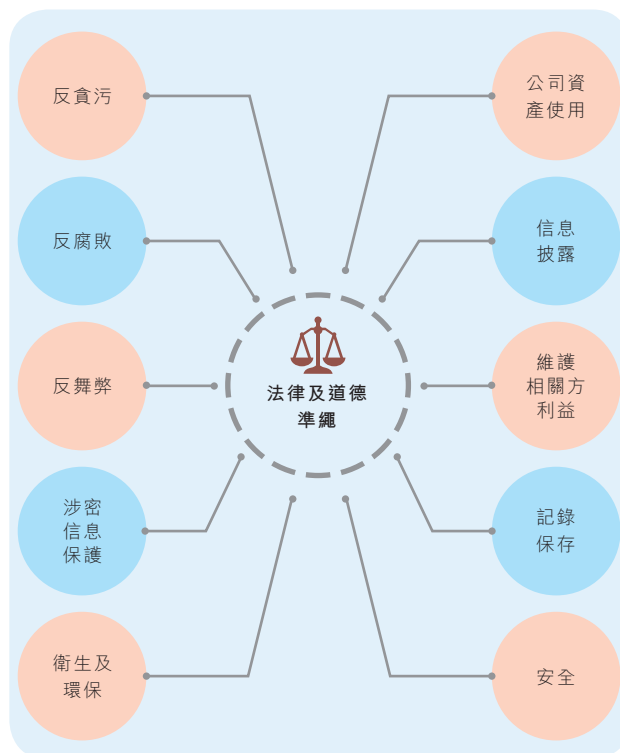 反貪污
反腐敗
反舞弊
涉密
信息
保護
衛生及
環保
法律及道德
準繩
公司資
產使用
信息
披露
維護
相關方
利益
記錄
保存
安全